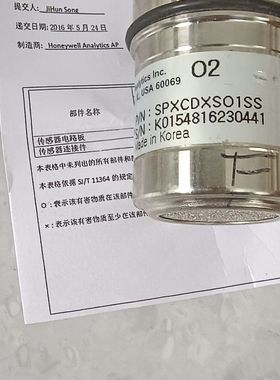 提交人： JiHun Song
递交日期： 2016 年 5 月 24 日
制造商： Honeywell Analytics AP
部件名称
传感器电路板
传感器连接件
本表格中未列出的所有部件和
本表格依据 SJ/T 11364 的规定
O：表示该有害物质在该部件
×：表示该有害物质至少在该部件
nalytics Inc.
IL, USA 60069
O2
P/N : SPXCDXSO1SS
S/N : K0154816230441
Made in Korea